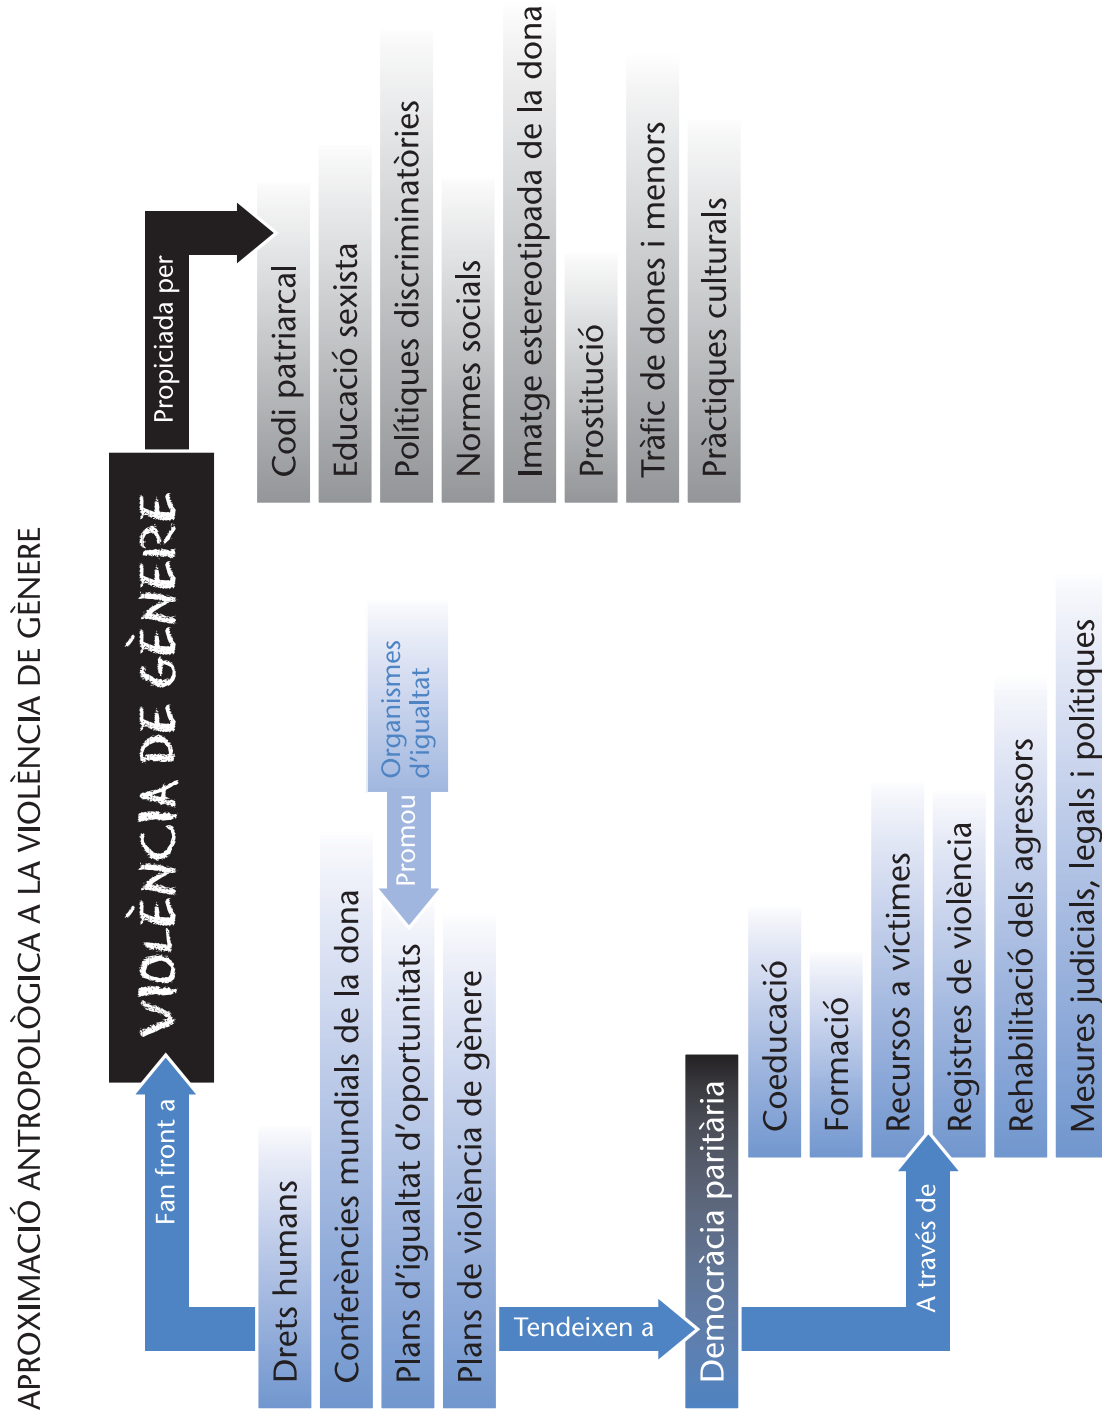 APROXIMACIÓ ANTROPOLÒGICA A LA VIOLÈNCIA DE GÈNERE
VIOLÈNCIA DE GÈNERE
Fan front a
Propiciada per
Drets humans
Conferències mundials de la dona
Plans d'igualtat d'oportunitats
Plans de violència de gènere
Promou
Organismes
d'igualtat
Codi patriarcal
Educació sexista
Polítiques discriminatòries
Normes socials
Imatge estereotipada de la dona
Prostitució
Tràfic de dones i menors
Pràctiques culturals
Tendeixen a
Democràcia paritària
A través de
Coeducació
Formació
Recursos a víctimes
Registres de violència
Rehabilitació dels agressors
Mesures judicials, legals i polítiques